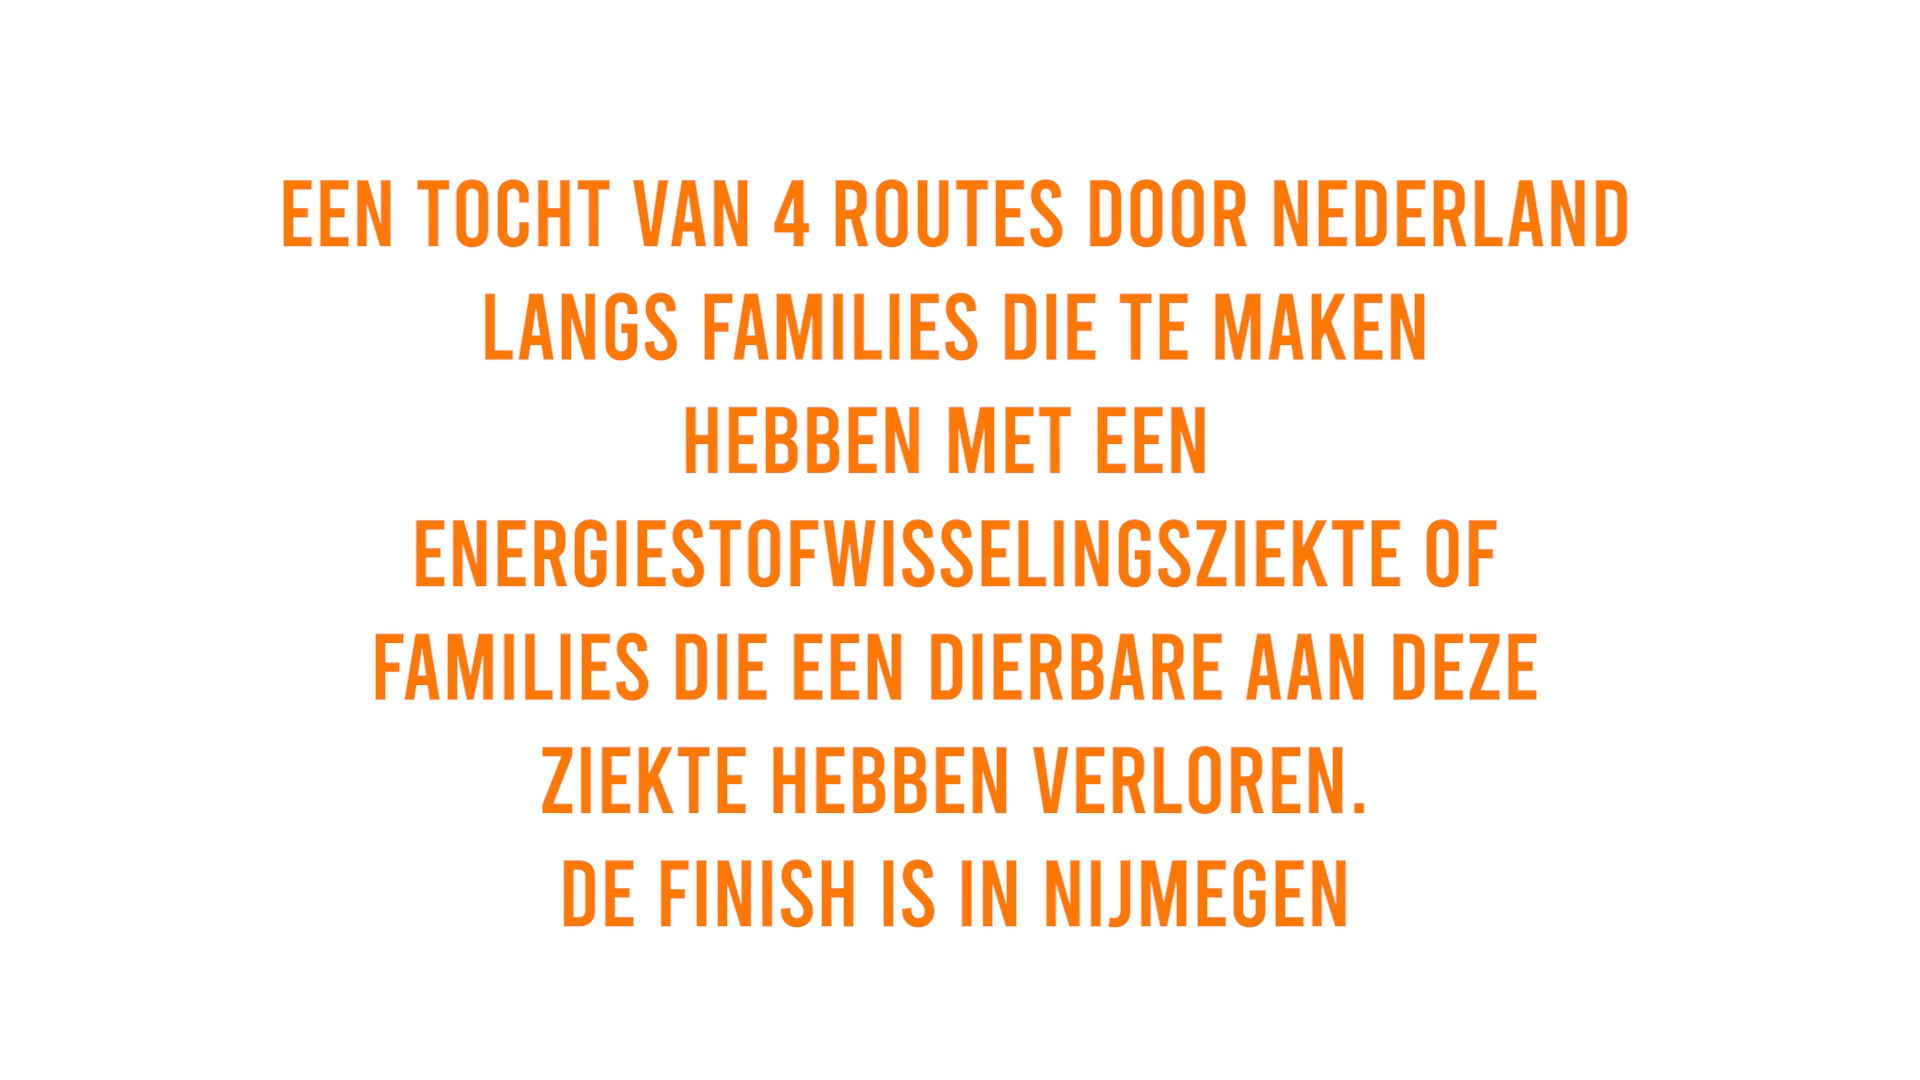 EEN TOCHT VAN 4 ROUTES DOOR NEDERLAND
LANGS FAMILIES DIE TE MAKEN
HEBBEN MET EEN
ENERGIESTOFWISSELINGSZIEKTE OF
FAMILIES DIE EEN DIERBARE AAN DEZE
ZIEKTE HEBBEN VERLOREN.
DE FINISH IS IN NIJMEGEN